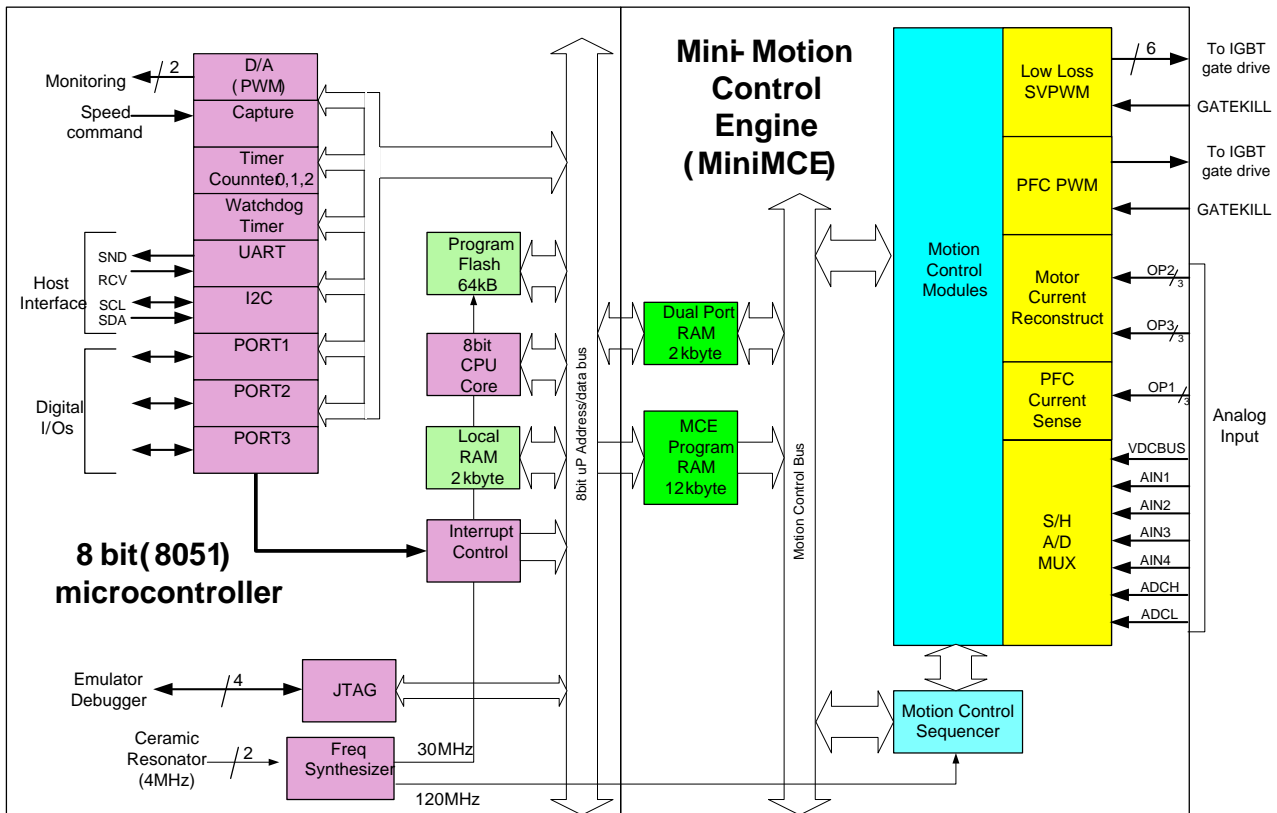 Monitoring
2
Speed
command
D/A
(PWM)
Capture
Timer
Counnter0,1,2
Watchdog
Timer
UART
I2C
PORT1
PORT2
PORT3
Host
Interface
SND
RCV
SCL
SDA
Digital
I/Os
8 bit(8051)
microcontroller
Program
Flash
64kB
8bit
CPU
Core
Local
RAM
2kbyte
Interrupt
Control
Emulator
Debugger
4
JTAG
Ceramic
Resonator
(4MHz)
2
Freq
Synthesizer
30MHz
120MHz
8bit uP Address/data bus
Mini-Motion
Control
Engine
(MiniMCE)
Dual Port
RAM
2kbyte
MCE
Program
RAM
12kbyte
Motion Control Bus
Motion
Control
Modules
Low Loss
SVPWM
PFC PWM
Motor
Current
Reconstruct
PFC
Current
Sense
S/H
A/D
MUX
Motion Control
Sequencer
6
To IGBT
gate drive
GATEKILL
To IGBT
gate drive
GATEKILL
OP2
3
OP3
3
OP1
3
VDCBUS
AIN1
AIN2
AIN3
AIN4
ADCH
ADCL
Analog
Input